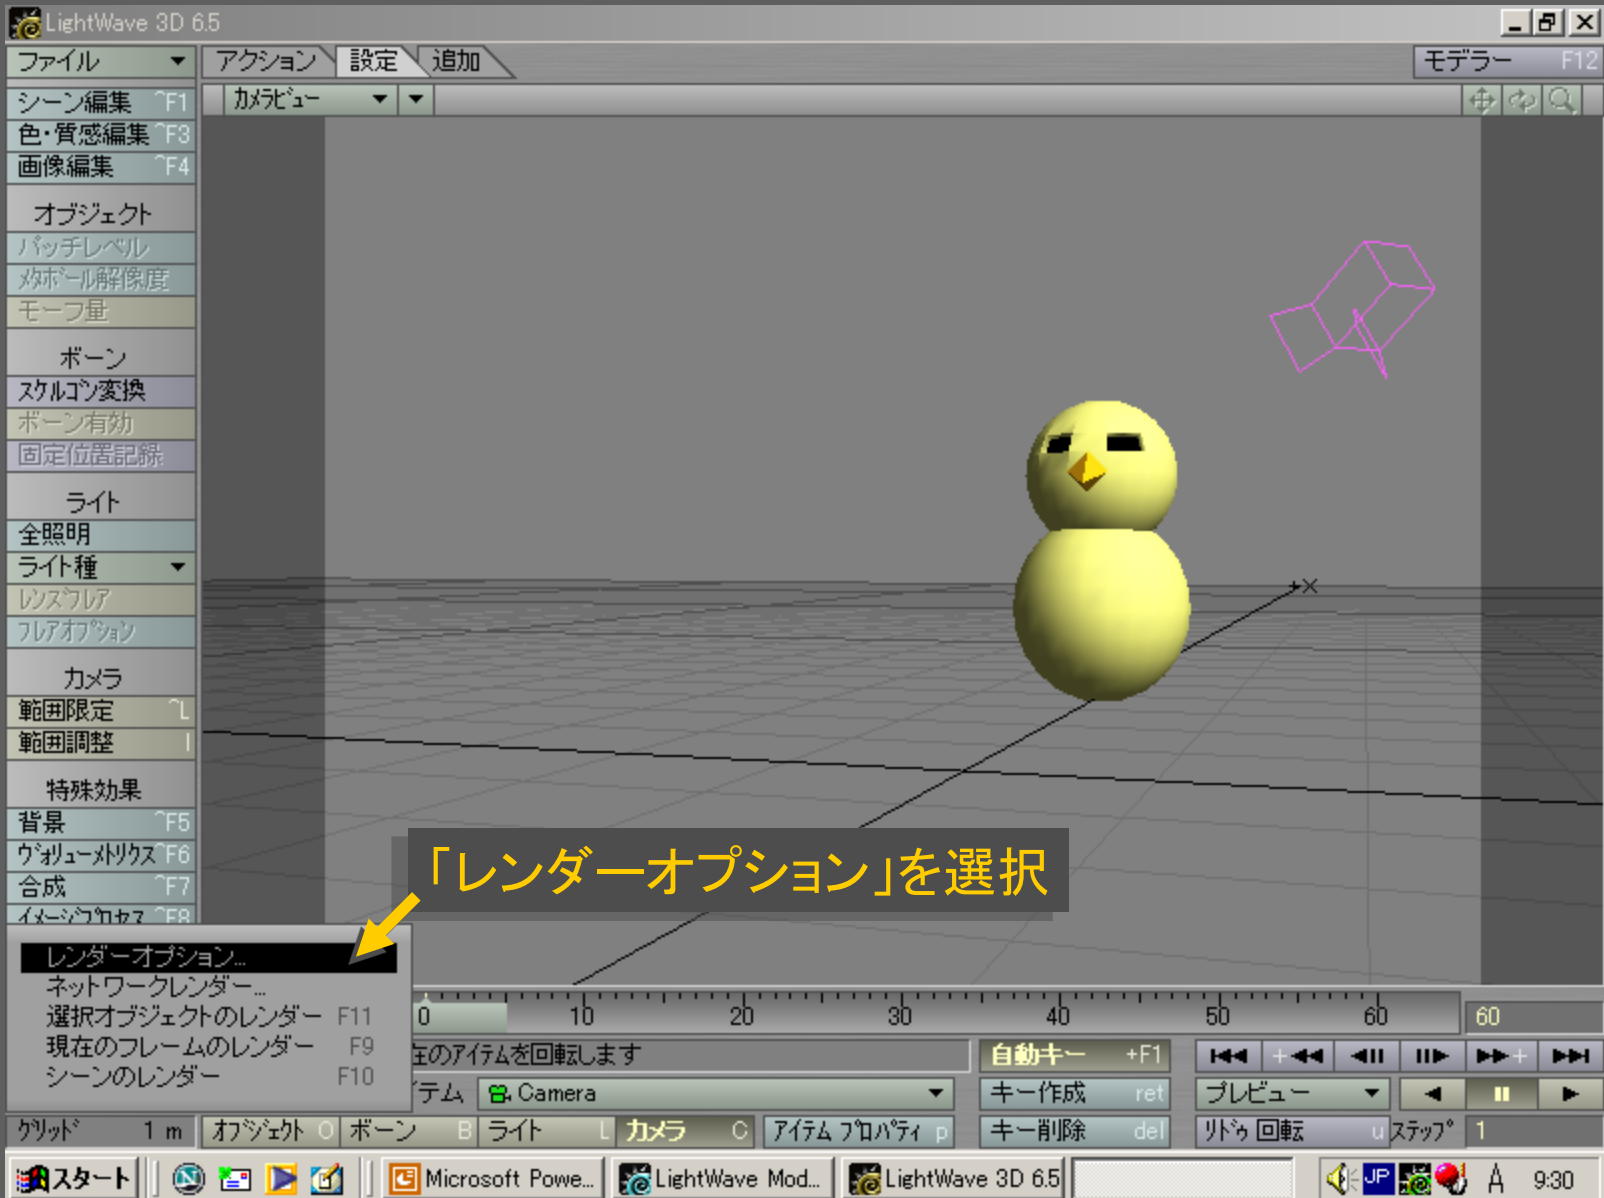 LightWave 3D 6.5
ファイル
アクション 設定 追加
モデラー F12
シーン編集 ^F1
カメラビュー
色・質感編集 ^F3
画像編集 ^F4
オブジェクト
パッチレベル
メタボール解像度
モーフ量
ボーン
スケルゴン変換
ボーン有効
固定位置記録
ライト
全照明
ライト種
レンズフレア
フレアオプション
カメラ
範囲限定 ^L
範囲調整 l
特殊効果
背景 ^F5
ヴォリューメトリクス ^F6
合成 ^F7
イメージプロセス ^F8
「レンダーオプション」を選択
レンダーオプション...
ネットワークレンダー...
選択オブジェクトのレンダー F11
現在のフレームのレンダー F9
シーンのレンダー F10
0 10 20 30 40 50 60 60
在のアイテムを回転します
自動キー +F1
テム Camera
キー作成 ret
プレビュー
グリッド 1 m
オブジェクト O ボーン B ライト L カメラ C アイテム プロパティ p
キー削除 del
リドゥ 回転 u ステップ 1
スタート
Microsoft Powe...
LightWave Mod...
LightWave 3D 6.5
JP
A
9:30